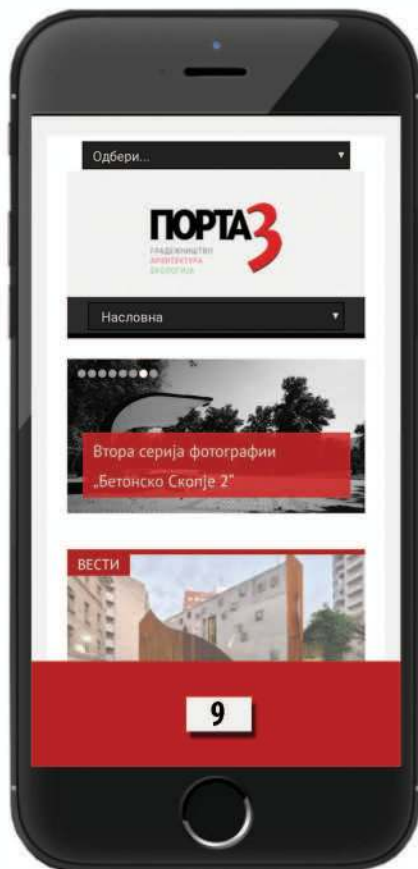 Одбери...
ПОРТА3
ГРАДЕЖНИШТВО
АРХИТЕКТУРА
ЕКОЛОГИЈА
Насловна
Втора серија фотографии
„Бетонско Скопје 2“
ВЕСТИ
9